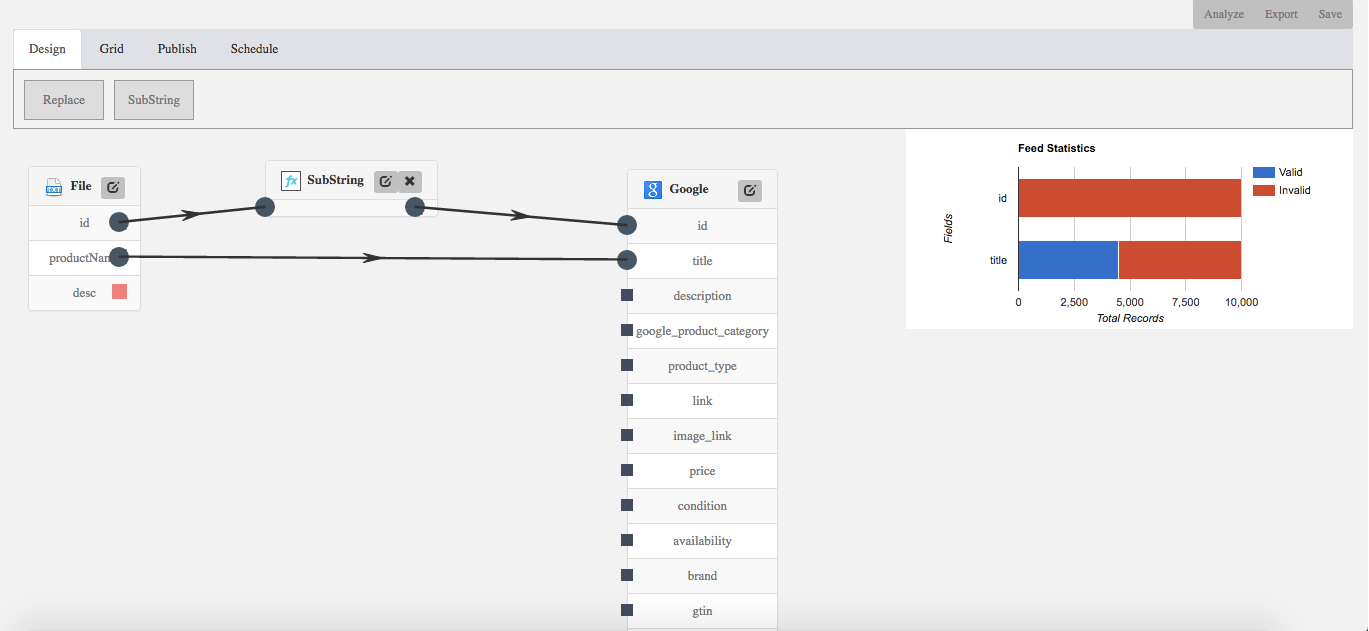 Analyze Export Save
Design Grid Publish Schedule
Replace SubString
File
id
productNam
desc
fx SubString
8 Google
id
title
description
google_product_category
product_type
link
image_link
price
condition
availability
brand
gtin
Feed Statistics
Fields
id
title
0 2,500 5,000 7,500 10,000
Total Records
Valid
Invalid